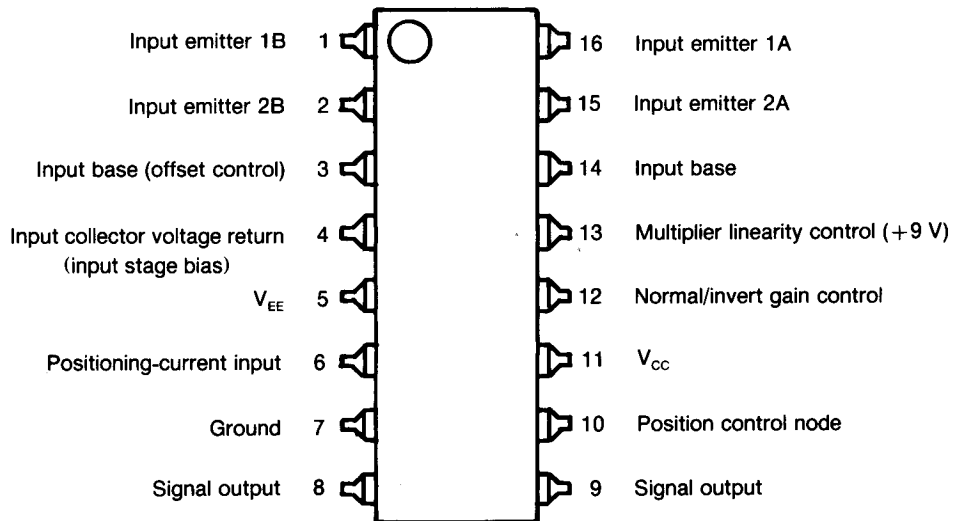 Input emitter 1B 1 16 Input emitter 1A
Input emitter 2B 2 15 Input emitter 2A
Input base (offset control) 3 14 Input base
Input collector voltage return 4 13 Multiplier linearity control (+9 V)
(input stage bias)
VEE 5 12 Normal/invert gain control
Positioning-current input 6 11 VCC
Ground 7 10 Position control node
Signal output 8 9 Signal output